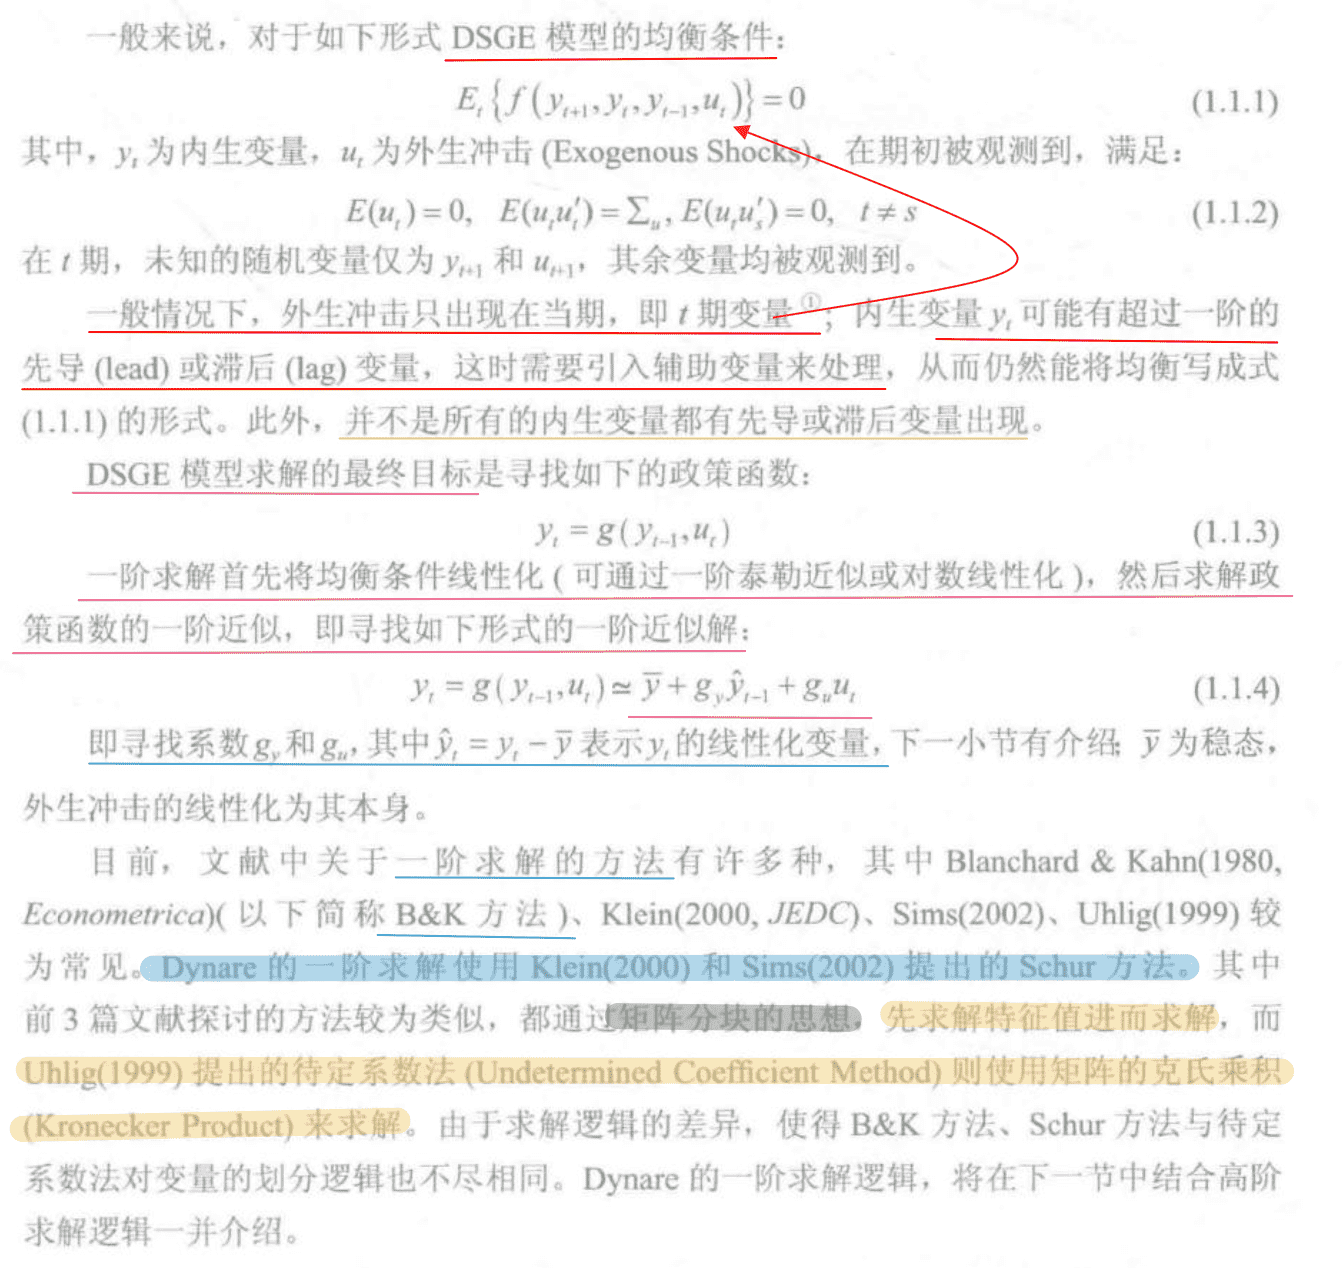 一般来说，对于如下形式 DSGE 模型的均衡条件：
E_t{f(y_{t+1}, y_t, y_{t-1}, u_t)} = 0 (1.1.1)
其中，y_t 为内生变量，u_t 为外生冲击 (Exogenous Shocks)，在期初被观测到，满足：
E(u_t) = 0, E(u_t u_t') = Σ_u, E(u_t u_s') = 0, t ≠ s (1.1.2)
在 t 期，未知的随机变量仅为 y_{t+1} 和 u_{t+1}，其余变量均被观测到。
一般情况下，外生冲击只出现在当期，即 t 期变量①；内生变量 y_t 可能有超过一阶的
先导 (lead) 或滞后 (lag) 变量，这时需要引入辅助变量来处理，从而仍然能将均衡写成式
(1.1.1) 的形式。此外，并不是所有的内生变量都有先导或滞后变量出现。
DSGE 模型求解的最终目标是寻找如下的政策函数：
y_t = g(y_{t-1}, u_t) (1.1.3)
一阶求解首先将均衡条件线性化 ( 可通过一阶泰勒近似或对数线性化 )，然后求解政
策函数的一阶近似，即寻找如下形式的一阶近似解：
y_t = g(y_{t-1}, u_t) ≃ ȳ + g_y ŷ_{t-1} + g_u u_t (1.1.4)
即寻找系数 g_y 和 g_u，其中 ŷ_t = y_t − ȳ 表示 y_t 的线性化变量，下一小节有介绍；ȳ 为稳态，
外生冲击的线性化为其本身。
目前，文献中关于一阶求解的方法有许多种，其中 Blanchard & Kahn(1980,
Econometrica)( 以下简称 B&K 方法 )、Klein(2000, JEDC)、Sims(2002)、Uhlig(1999) 较
为常见。Dynare 的一阶求解使用 Klein(2000) 和 Sims(2002) 提出的 Schur 方法。其中
前 3 篇文献探讨的方法较为类似，都通过矩阵分块的思想，先求解特征值进而求解，而
Uhlig(1999) 提出的待定系数法 (Undetermined Coefficient Method) 则使用矩阵的克氏乘积
(Kronecker Product) 来求解。由于求解逻辑的差异，使得 B&K 方法、Schur 方法与待定
系数法对变量的划分逻辑也不尽相同。Dynare 的一阶求解逻辑，将在下一节中结合高阶
求解逻辑一并介绍。